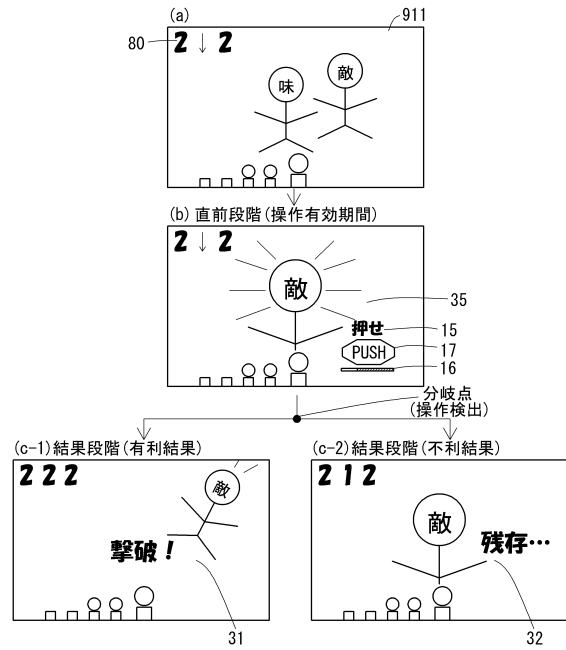 (a)
911
80
2 ↓ 2
味
敵
(b) 直前段階(操作有効期間)
2 ↓ 2
敵
35
押せ
15
PUSH
17
16
分岐点
(操作検出)
(c-1)結果段階(有利結果)
(c-2)結果段階(不利結果)
2 2 2
敵
撃破!
31
2 1 2
敵
残存…
32